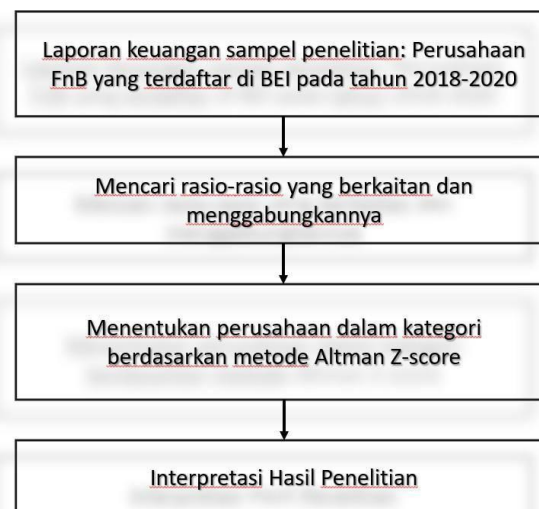 Laporan keuangan sampel penelitian: Perusahaan
FnB yang terdaftar di BEI pada tahun 2018-2020
Mencari rasio-rasio yang berkaitan dan
menggabungkannya
Menentukan perusahaan dalam kategori
berdasarkan metode Altman Z-score
Interpretasi Hasil Penelitian